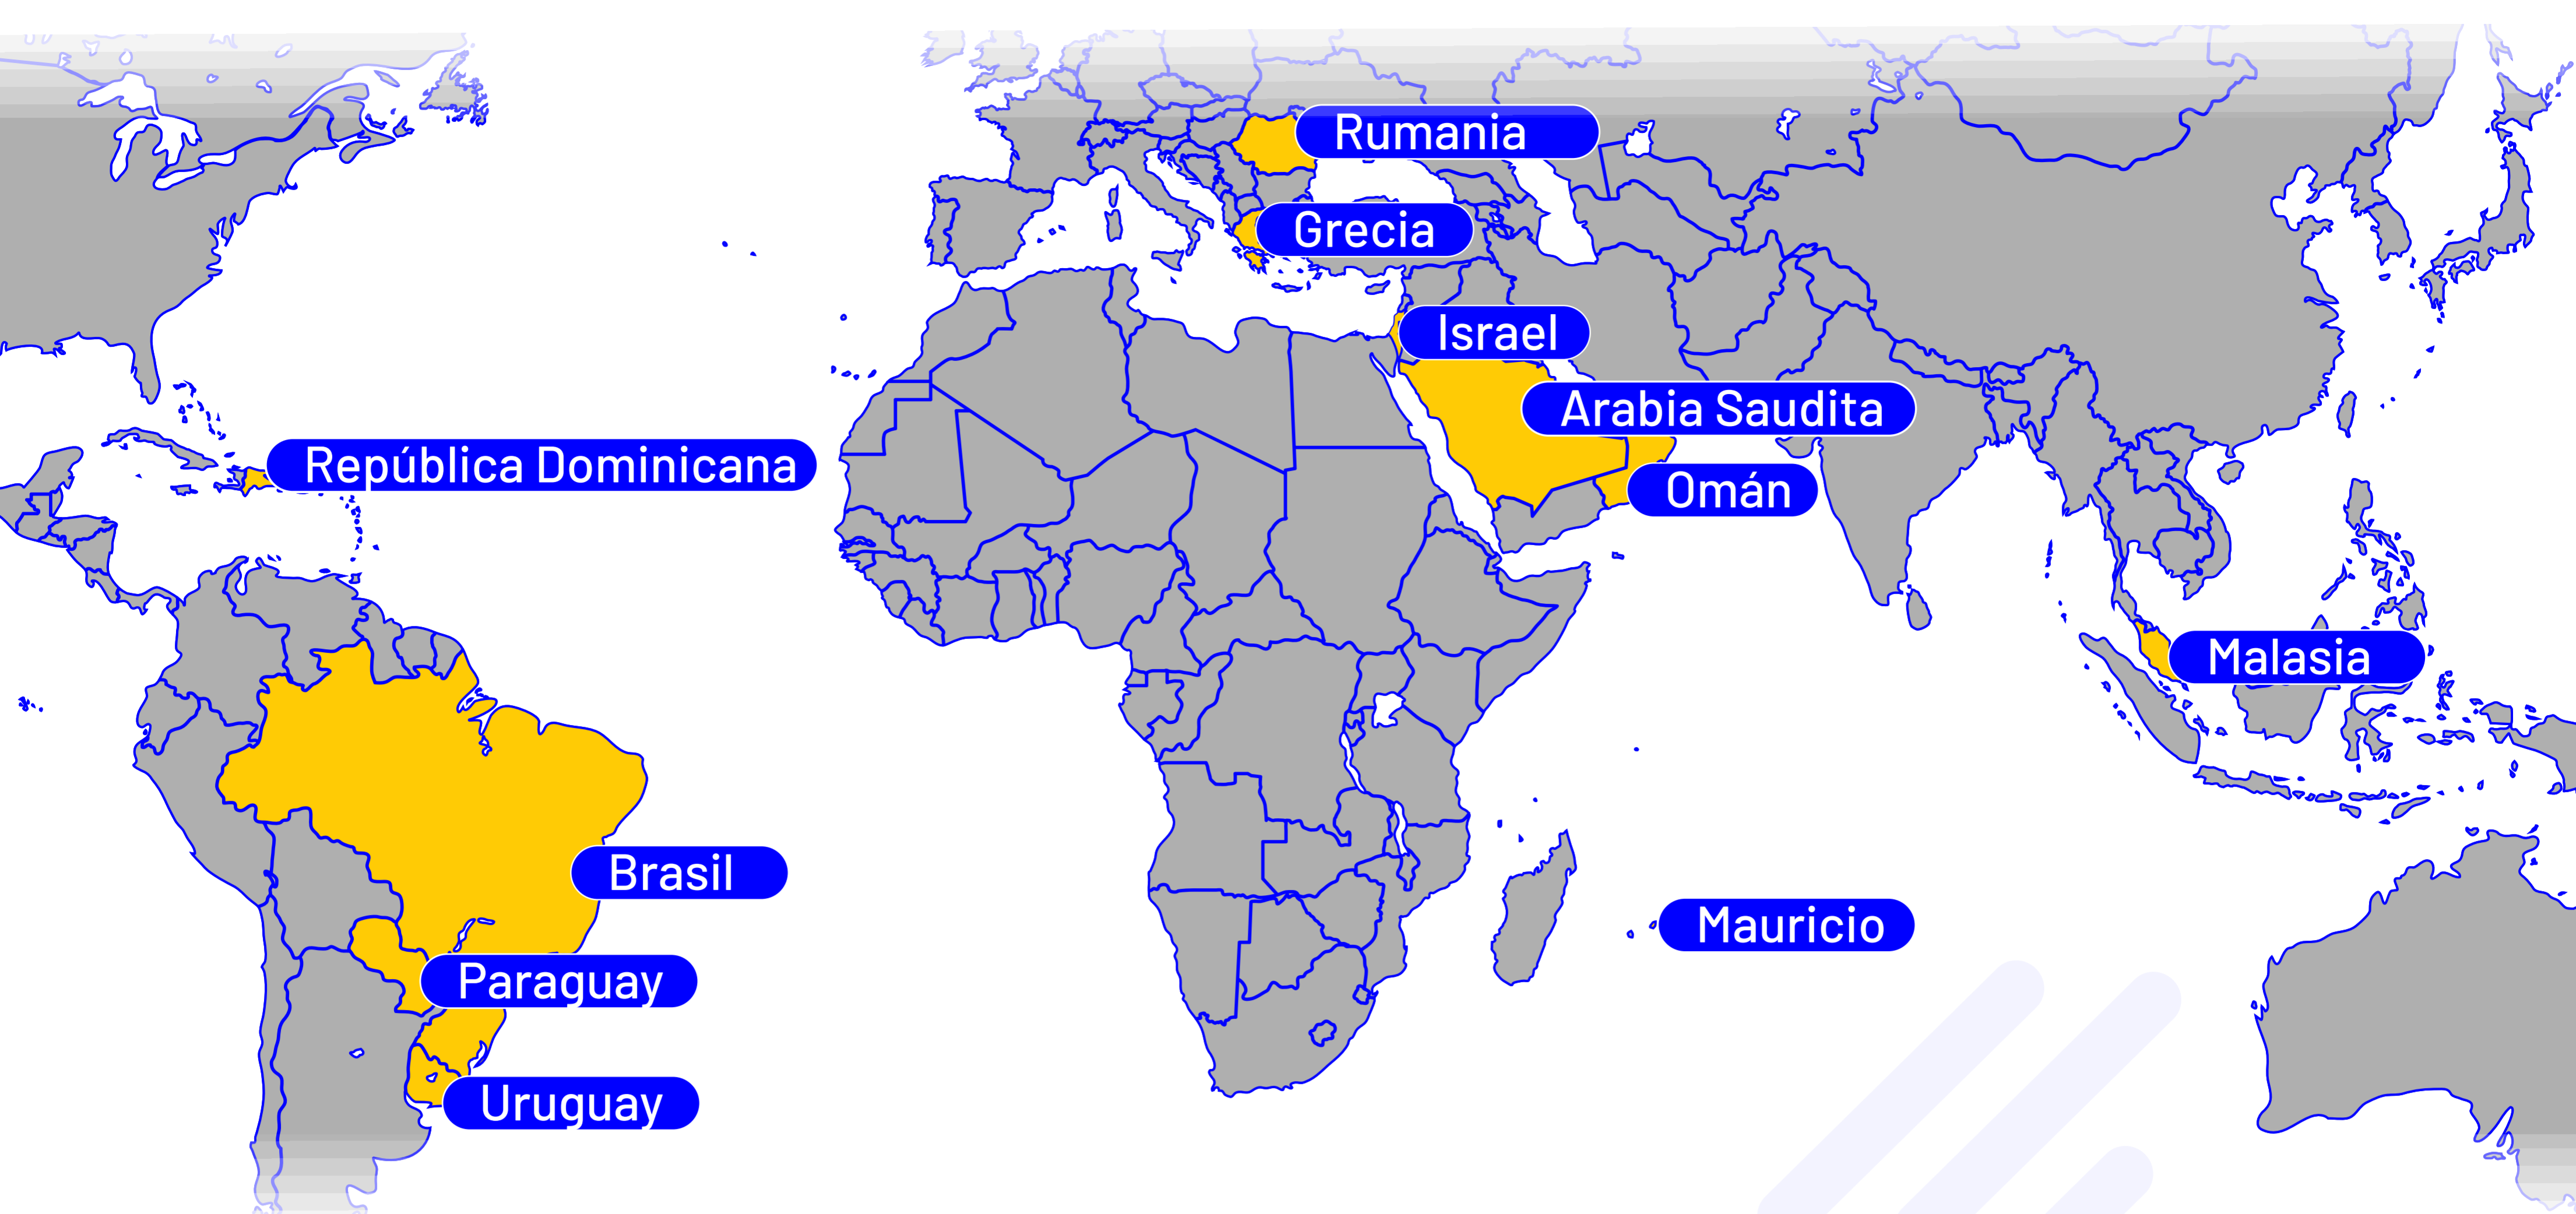 Rumania
Grecia
Israel
Arabia Saudita
República Dominicana
Omán
Malasia
Brasil
Mauricio
Paraguay
Uruguay